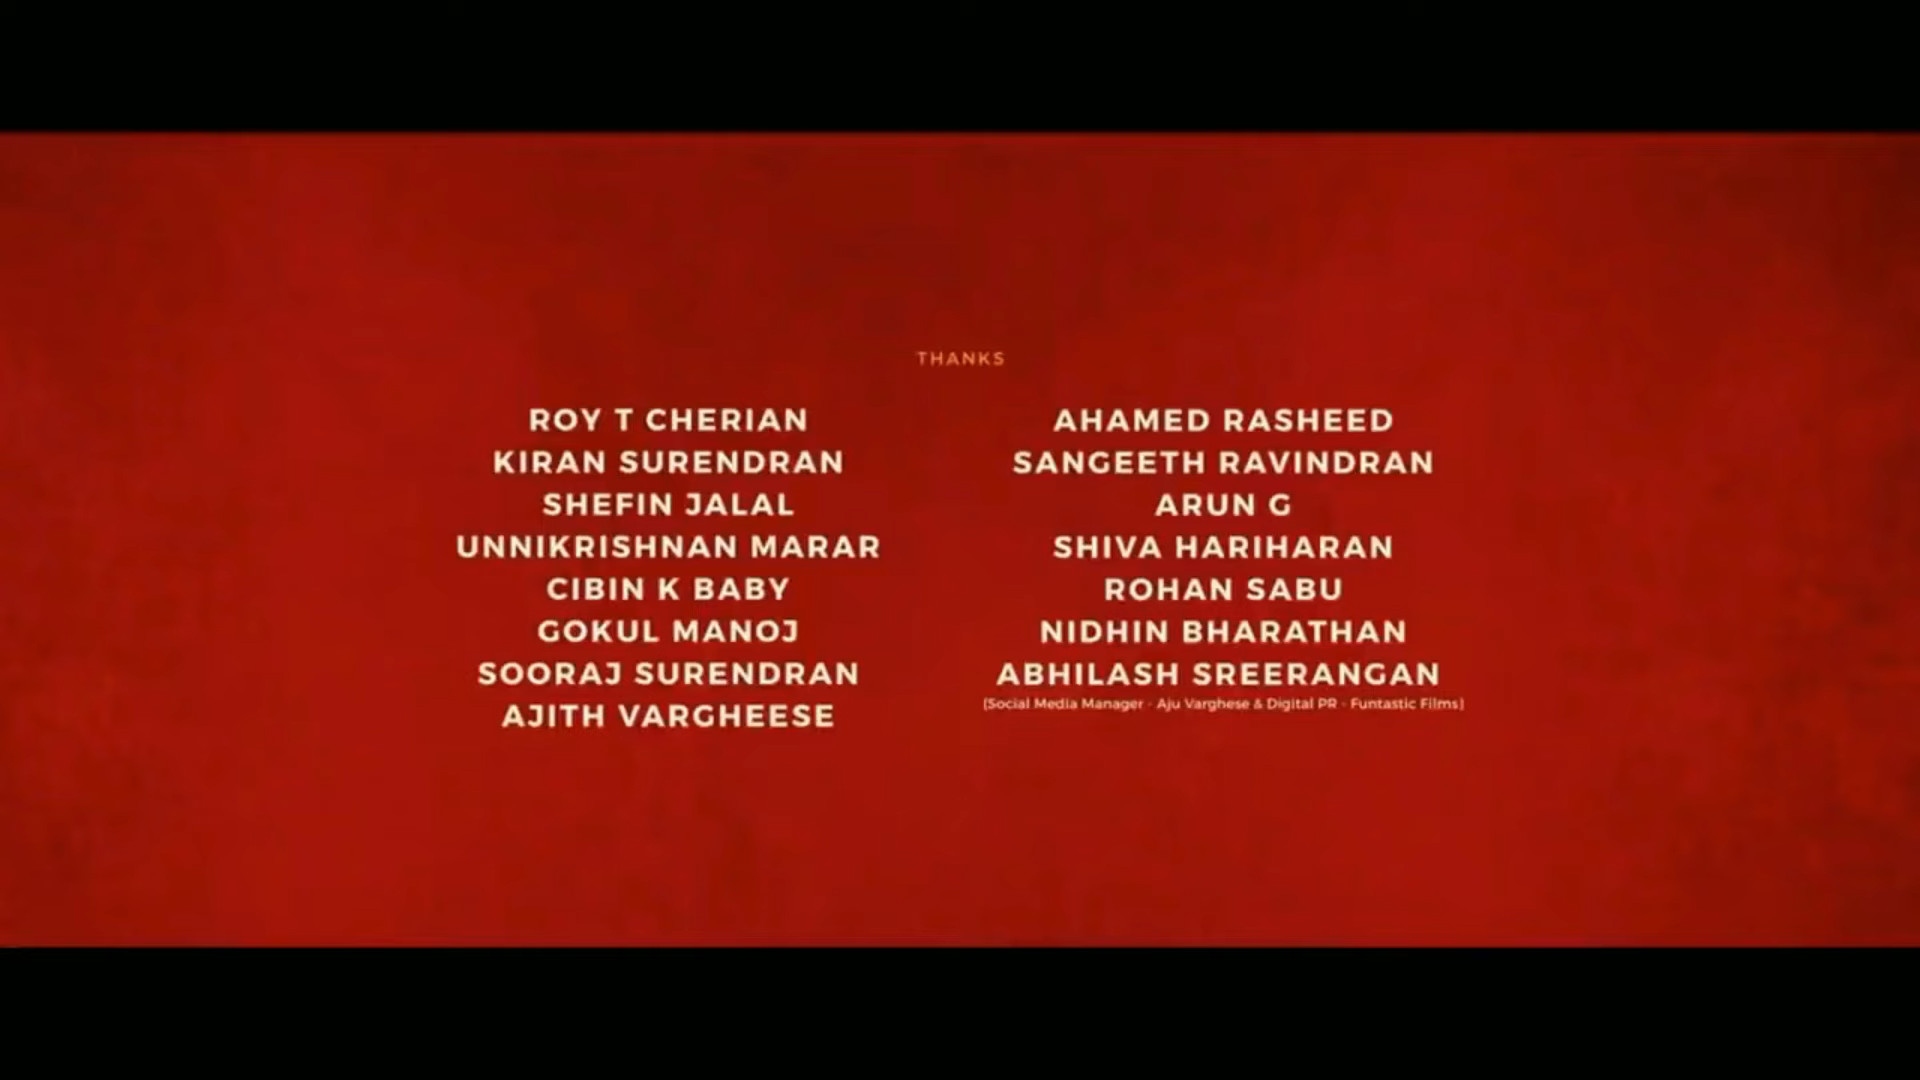 THANKS
ROY T CHERIAN
KIRAN SURENDRAN
SHEFIN JALAL
UNNIKRISHNAN MARAR
CIBIN K BABY
GOKUL MANOJ
SOORAJ SURENDRAN
AJITH VARGHEESE
AHAMED RASHEED
SANGEETH RAVINDRAN
ARUN G
SHIVA HARIHARAN
ROHAN SABU
NIDHIN BHARATHAN
ABHILASH SREERANGAN
(Social Media Manager - Aju Varghese & Digital PR - Funtastic Films)